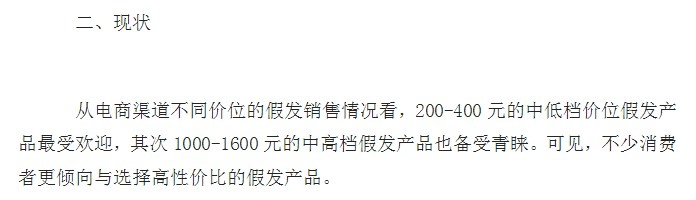 二、现状
从电商渠道不同价位的假发销售情况看，200-400 元的中低档价位假发产
品最受欢迎，其次 1000-1600 元的中高档假发产品也备受青睐。可见，不少消费
者更倾向与选择高性价比的假发产品。